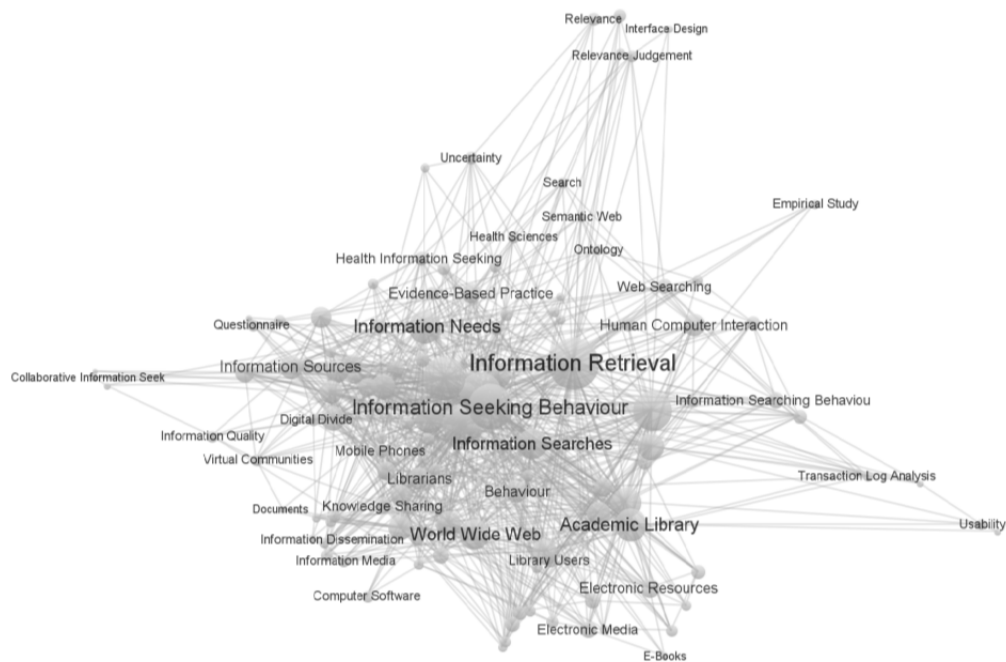 Relevance
Interface Design
Relevance Judgement
Uncertainty
Search
Empirical Study
Semantic Web
Health Sciences
Ontology
Health Information Seeking
Web Searching
Evidence-Based Practice
Questionnaire
Information Needs
Human Computer Interaction
Information Sources
Information Retrieval
Collaborative Information Seek
Information Seeking Behaviour
Information Searching Behaviou
Digital Divide
Information Quality
Information Searches
Mobile Phones
Virtual Communities
Librarians
Transaction Log Analysis
Behaviour
Documents
Knowledge Sharing
Academic Library
Usability
Information Dissemination
World Wide Web
Information Media
Library Users
Computer Software
Electronic Resources
Electronic Media
E-Books